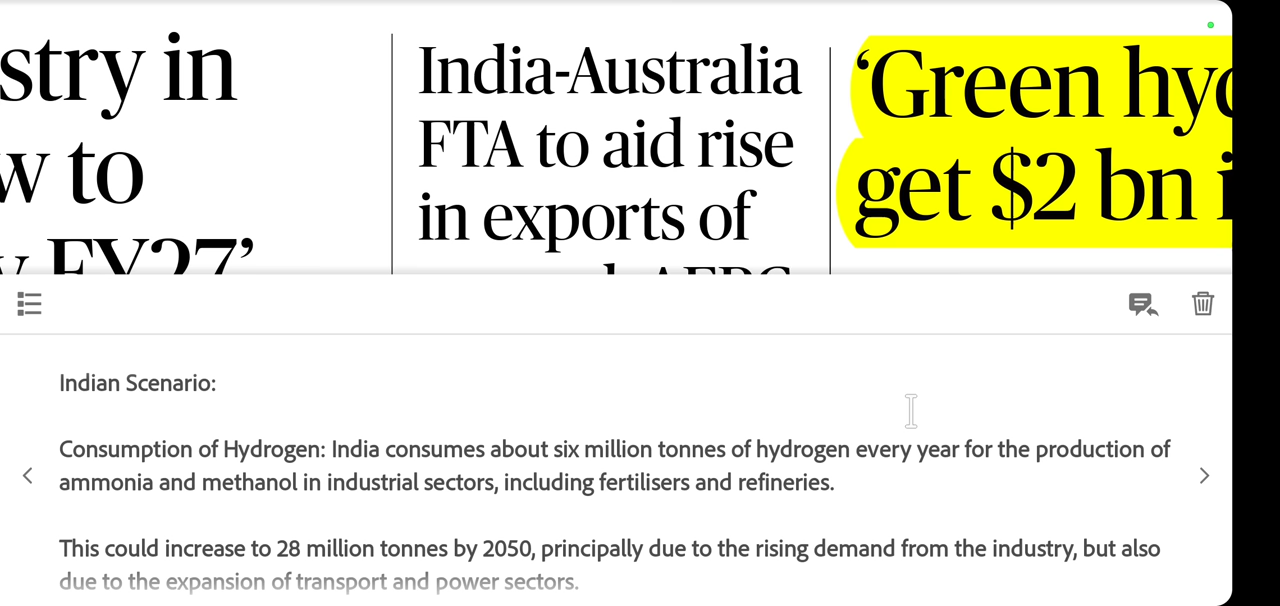 stry in
w to
FY27’
India-Australia
FTA to aid rise
in exports of
‘Green hyd
get $2 bn i
Indian Scenario:
Consumption of Hydrogen: India consumes about six million tonnes of hydrogen every year for the production of
ammonia and methanol in industrial sectors, including fertilisers and refineries.
This could increase to 28 million tonnes by 2050, principally due to the rising demand from the industry, but also
due to the expansion of transport and power sectors.